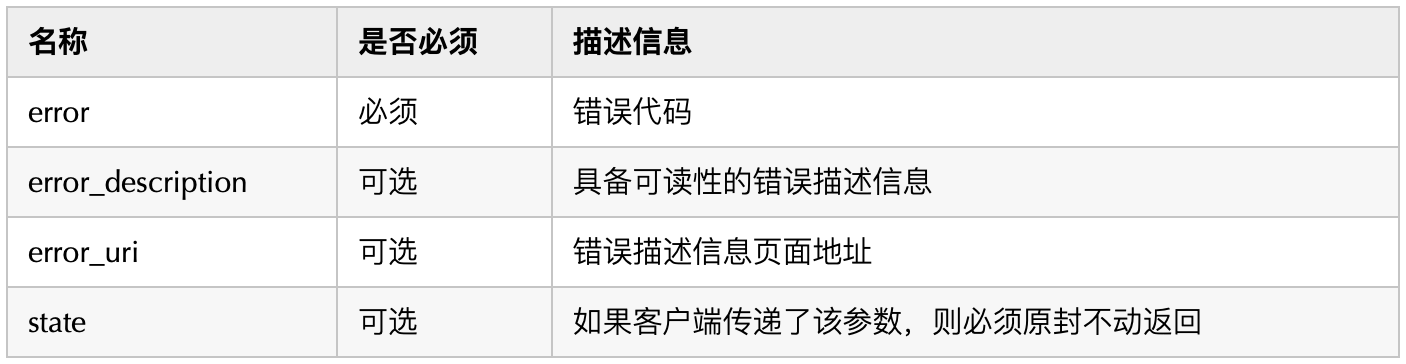 名称 是否必须 描述信息
error 必须 错误代码
error_description 可选 具备可读性的错误描述信息
error_uri 可选 错误描述信息页面地址
state 可选 如果客户端传递了该参数，则必须原封不动返回